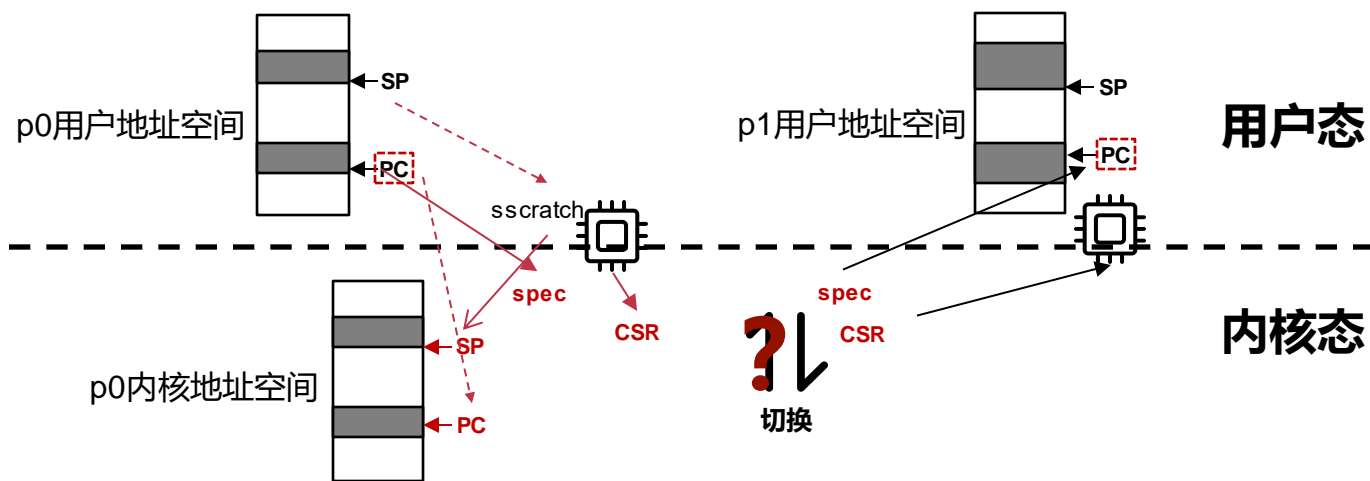 SP
p0用户地址空间
PC
sscratch
SP
p1用户地址空间
PC
用户态
spec
CSR
SP
p0内核地址空间
PC
spec
CSR
?
切换
内核态